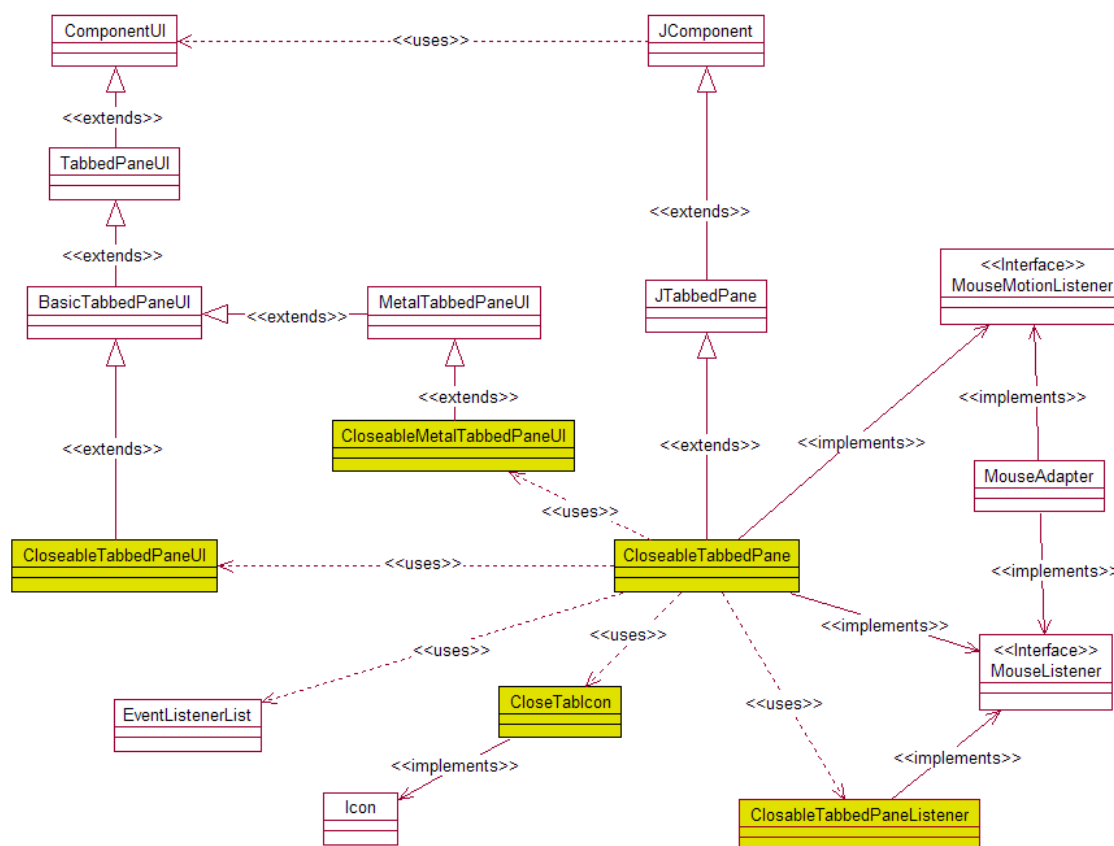 ComponentUI
<<uses>>
JComponent
<<extends>>
TabbedPaneUI
<<extends>>
<<extends>>
<<Interface>>
MouseMotionListener
BasicTabbedPaneUI
<<extends>>
MetalTabbedPaneUI
JTabbedPane
<<extends>>
<<implements>>
CloseableMetalTabbedPaneUI
<<extends>>
<<extends>>
<<implements>>
MouseAdapter
<<uses>>
CloseableTabbedPaneUI
<<uses>>
CloseableTabbedPane
<<implements>>
<<implements>>
<<uses>>
<<uses>>
<<Interface>>
MouseListener
CloseTabIcon
<<uses>>
EventListenerList
<<implements>>
<<implements>>
Icon
ClosableTabbedPaneListener